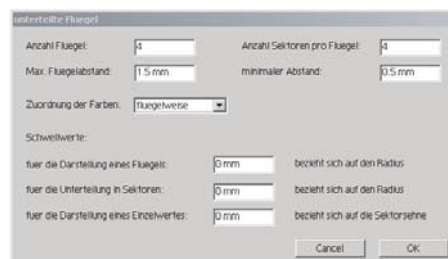 unterteilte Fluegel
Anzahl Fluegel: 4 Anzahl Sektoren pro Fluegel: 4
Max. Fluegelabstand: 1.5 mm minimaler Abstand: 0.5 mm
Zuordnung der Farben: fluegelweise
Schwellwerte:
fuer die Darstellung eines Fluegels: 0 mm bezieht sich auf den Radius
fuer die Unterteilung in Sektoren: 0 mm bezieht sich auf den Radius
fuer die Darstellung eines Einzelwertes: 0 mm bezieht sich auf die Sektorsehne
Cancel OK